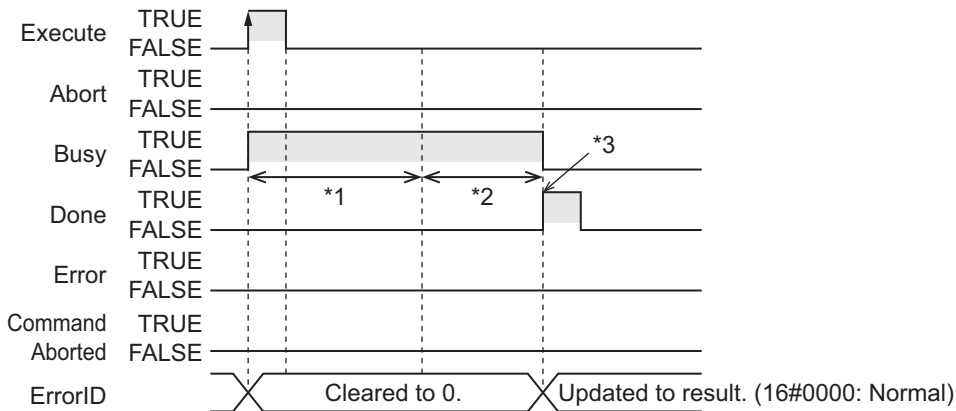 Execute TRUE
FALSE
Abort TRUE
FALSE
Busy TRUE
FALSE
*1
*2
*3
Done TRUE
FALSE
Error TRUE
FALSE
Command TRUE
Aborted FALSE
ErrorID Cleared to 0. Updated to result. (16#0000: Normal)